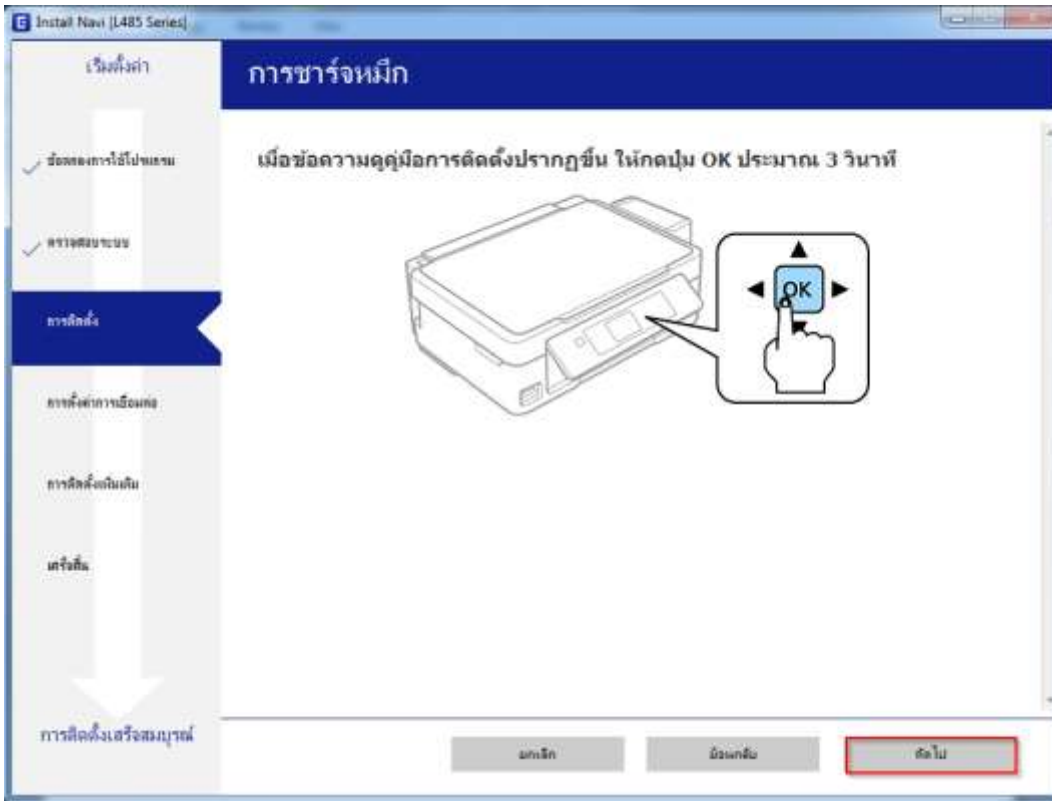 Install Navi [L485 Series]
เริ่มตั้งค่า
การชาร์จหมึก
ข้อตกลงการใช้โปรแกรม
เมื่อข้อความดูคู่มือการติดตั้งปรากฏขึ้น ให้กดปุ่ม OK ประมาณ 3 วินาที
ตรวจสอบระบบ
OK
การติดตั้ง
การตั้งค่าการเชื่อมต่อ
การติดตั้งเพิ่มเติม
เสร็จสิ้น
การติดตั้งเสร็จสมบูรณ์
ยกเลิก
ย้อนกลับ
ถัดไป